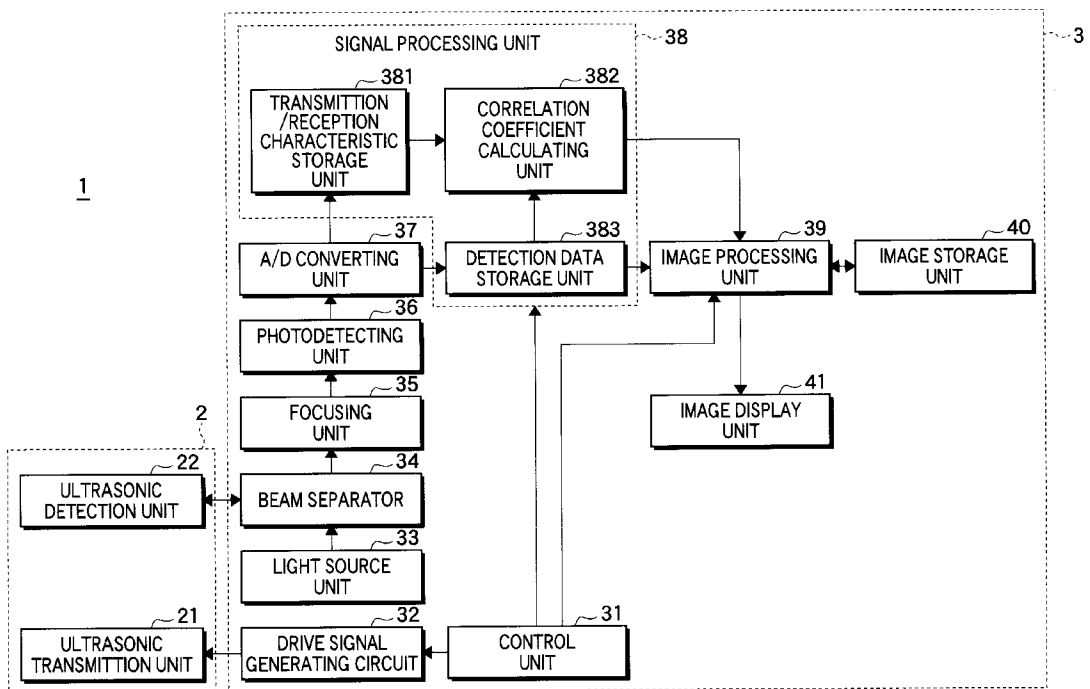 SIGNAL PROCESSING UNIT
38
3
381
TRANSMITTION
/RECEPTION
CHARACTERISTIC
STORAGE
UNIT
382
CORRELATION
COEFFICIENT
CALCULATING
UNIT
1
37
A/D CONVERTING
UNIT
383
DETECTION DATA
STORAGE UNIT
39
IMAGE PROCESSING
UNIT
40
IMAGE STORAGE
UNIT
36
PHOTODETECTING
UNIT
35
FOCUSING
UNIT
41
IMAGE DISPLAY
UNIT
2
22
ULTRASONIC
DETECTION UNIT
34
BEAM SEPARATOR
33
LIGHT SOURCE
UNIT
21
ULTRASONIC
TRANSMITTION UNIT
32
DRIVE SIGNAL
GENERATING CIRCUIT
31
CONTROL
UNIT